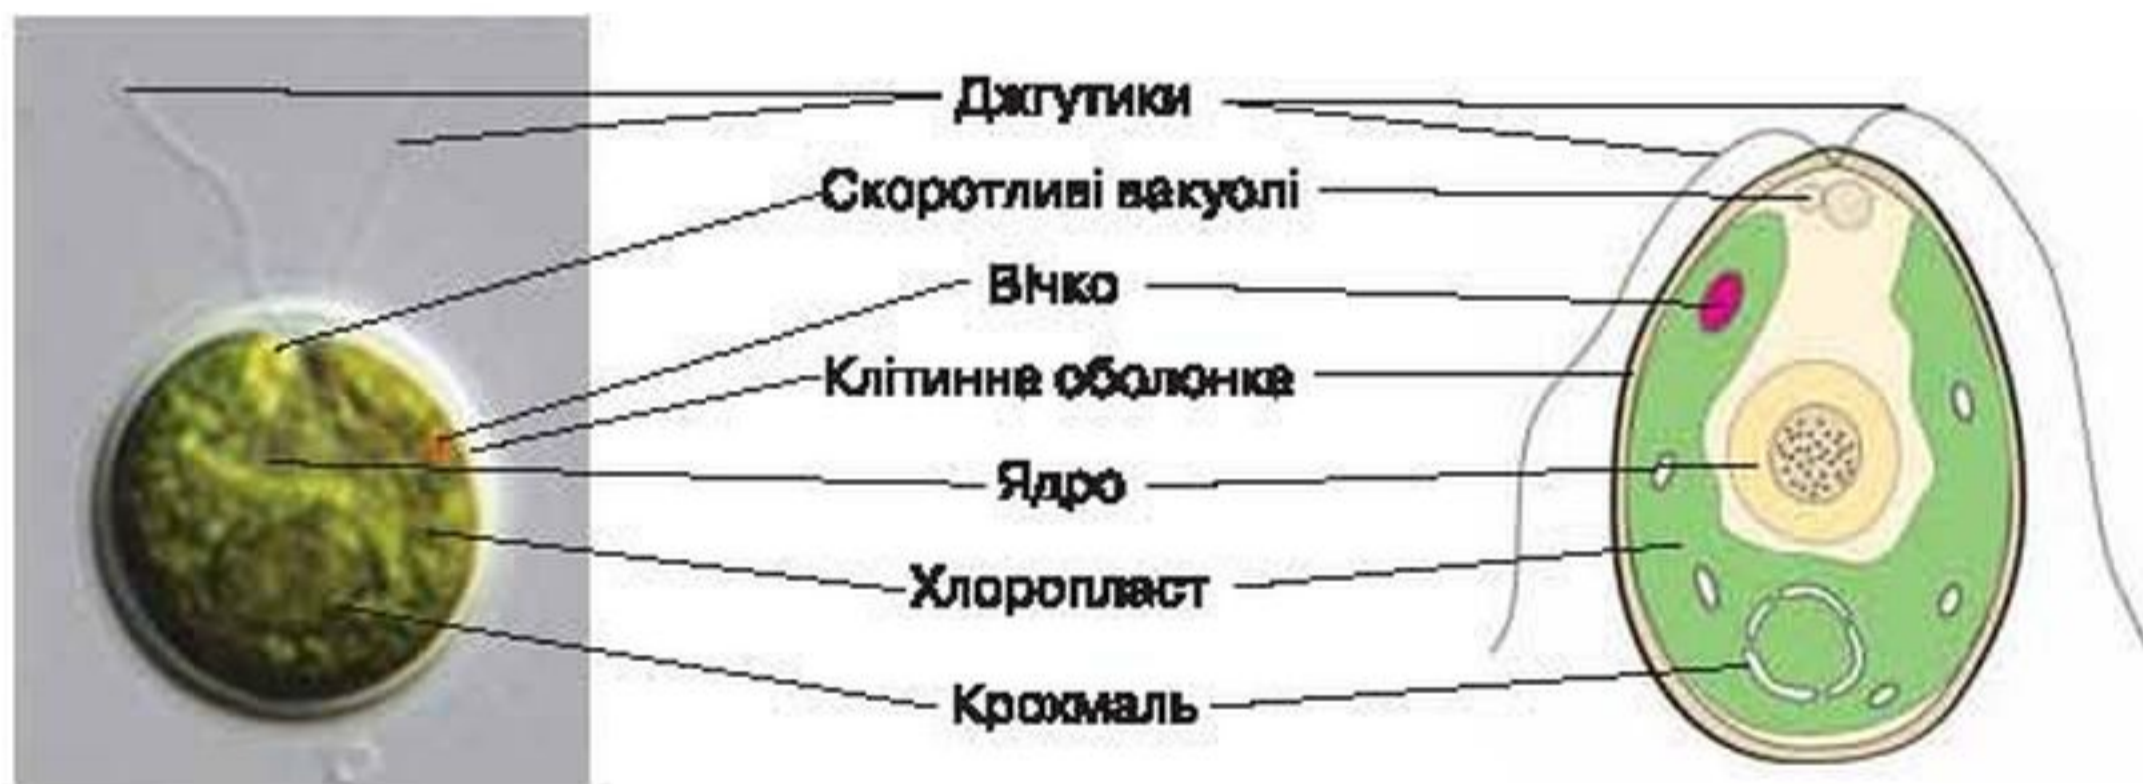 Джгутики
Скоротливі вакуолі
Вічко
Клітинна оболонка
Ядро
Хлоропласт
Крохмаль